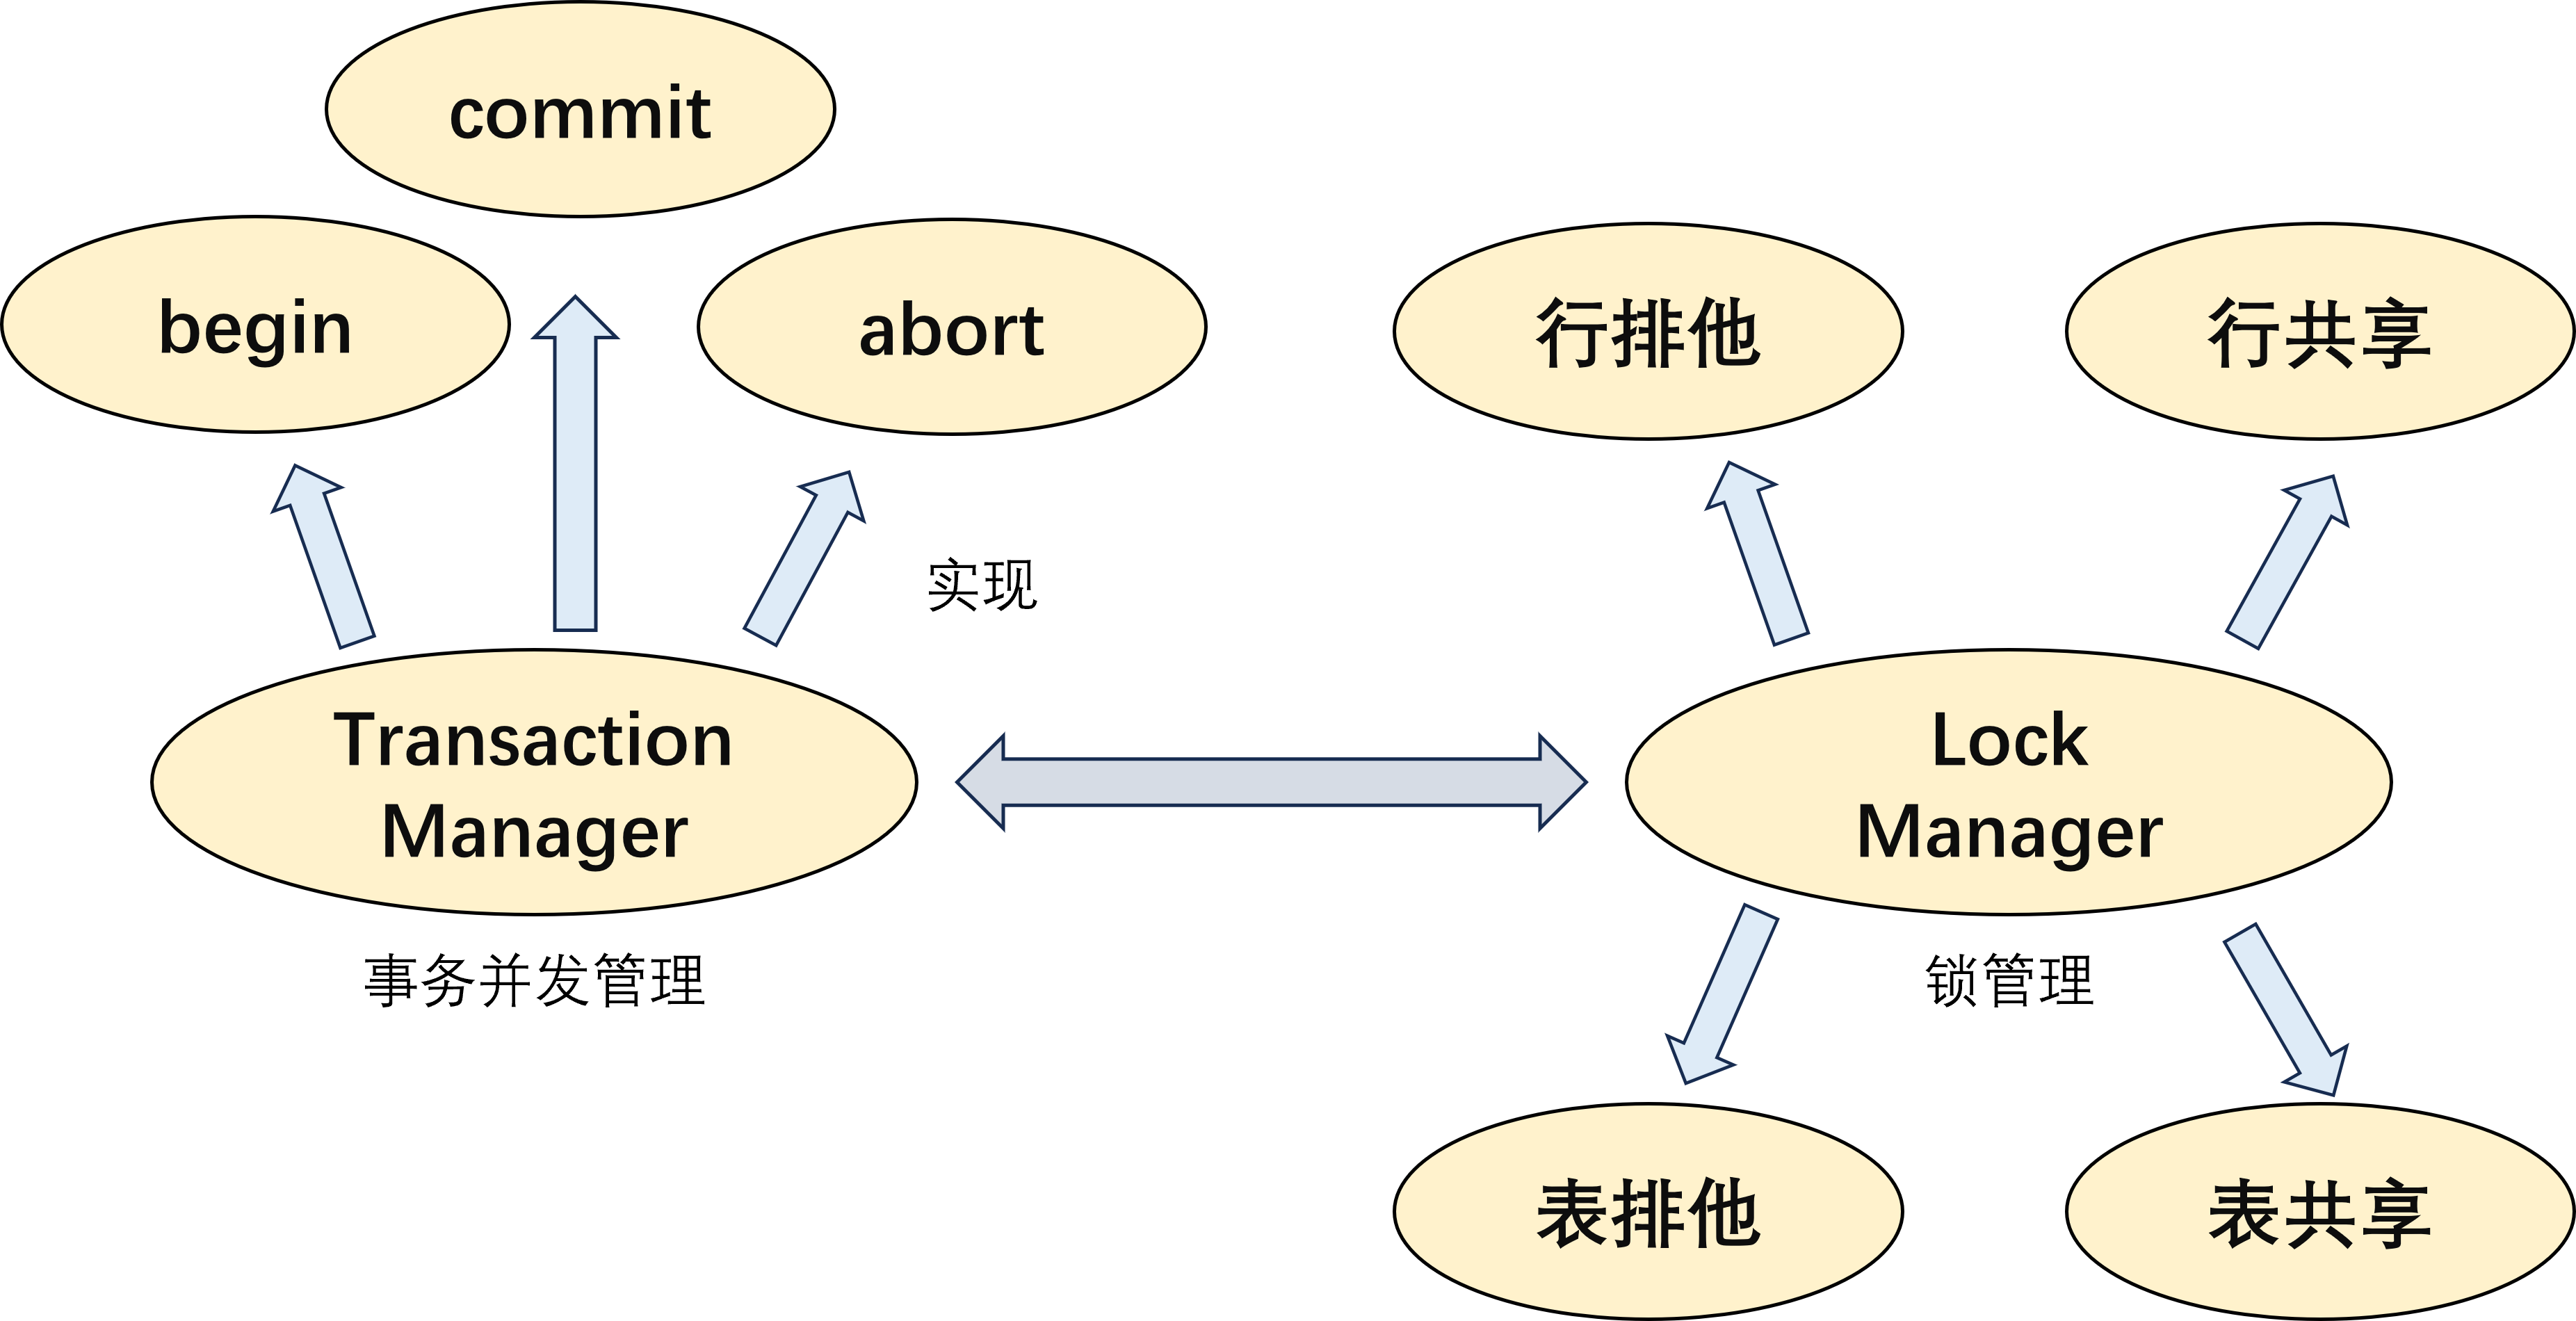 commit
begin
abort
行排他
行共享
实现
Transaction
Manager
Lock
Manager
事务并发管理
锁管理
表排他
表共享